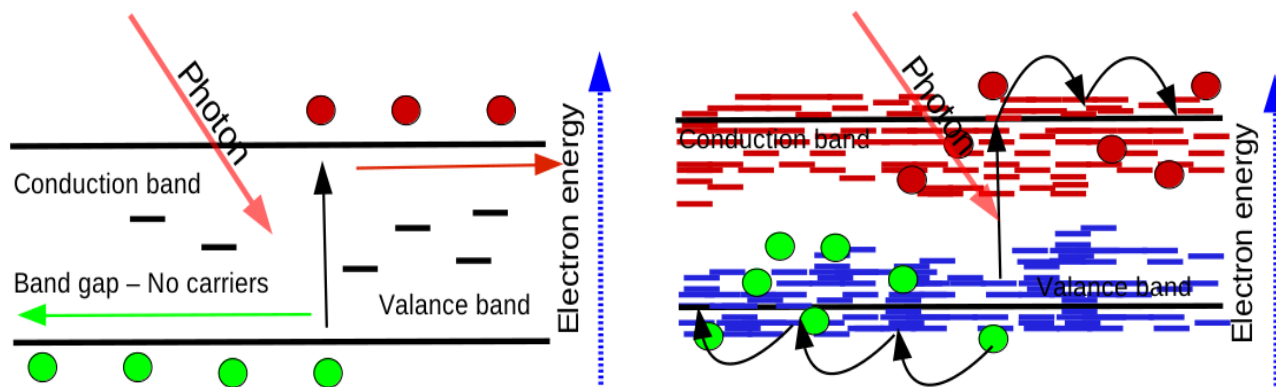 Photon
Conduction band
Band gap – No carriers
Valance band
Electron energy
Photon
Conduction band
Valance band
Electron energy